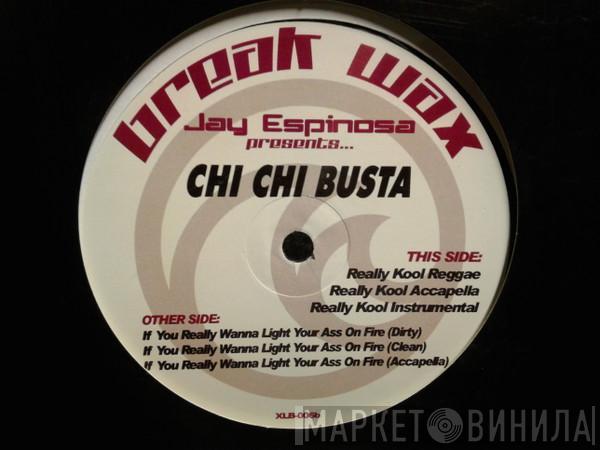 break wax
Jay Espinosa
presents...
CHI CHI BUSTA
THIS SIDE:
Really Kool Reggae
Really Kool Accapella
Really Kool Instrumental
OTHER SIDE:
If You Really Wanna Light Your Ass On Fire (Dirty)
If You Really Wanna Light Your Ass On Fire (Clean)
If You Really Wanna Light Your Ass On Fire (Accapella)
XLB-006b
МАРКЕТ ВИНИЛА